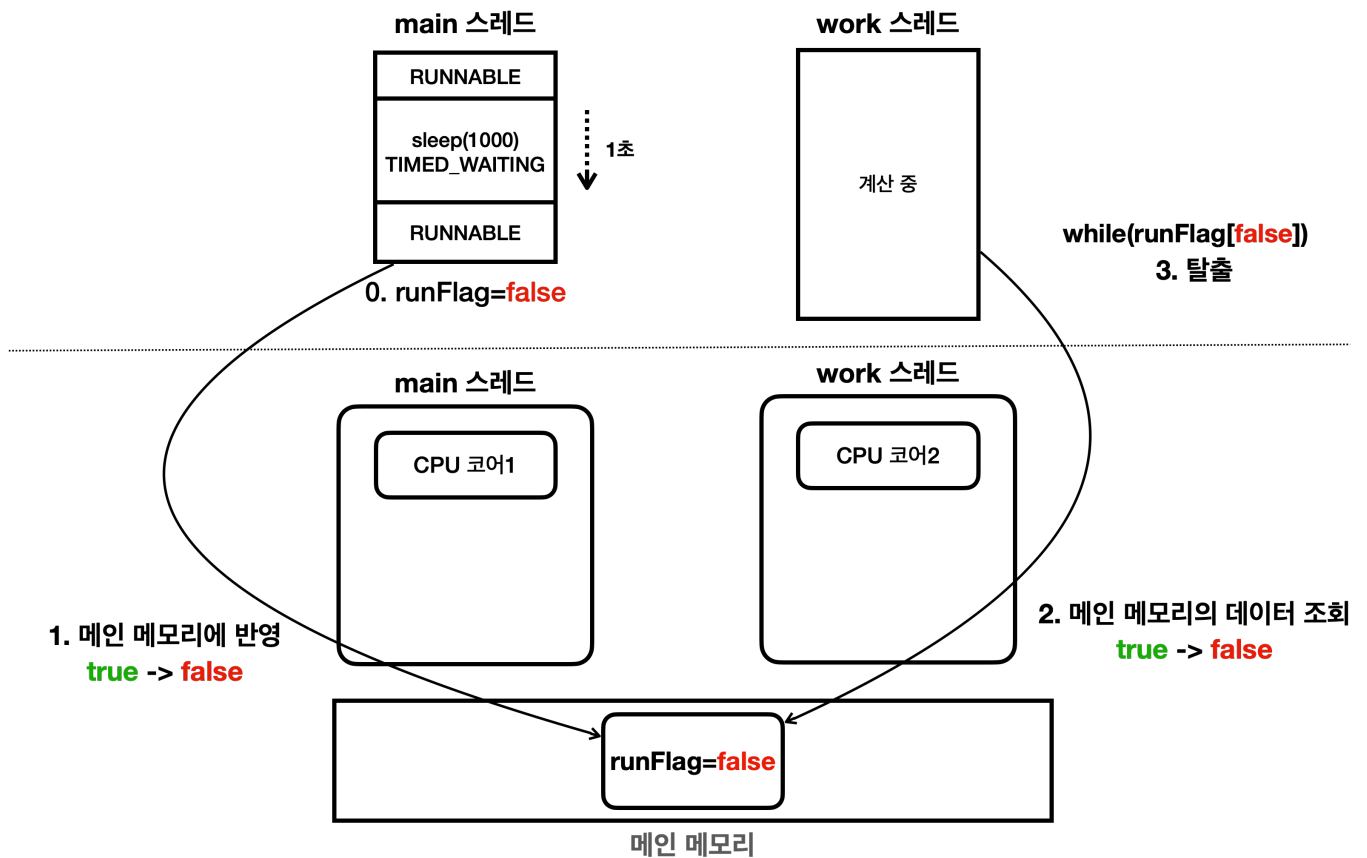 main 스레드
work 스레드
RUNNABLE
sleep(1000)
TIMED_WAITING
1초
RUNNABLE
계산 중
while(runFlag[false])
3. 탈출
0. runFlag=false
main 스레드
work 스레드
CPU 코어1
CPU 코어2
1. 메인 메모리에 반영
true -> false
2. 메인 메모리의 데이터 조회
true -> false
runFlag=false
메인 메모리